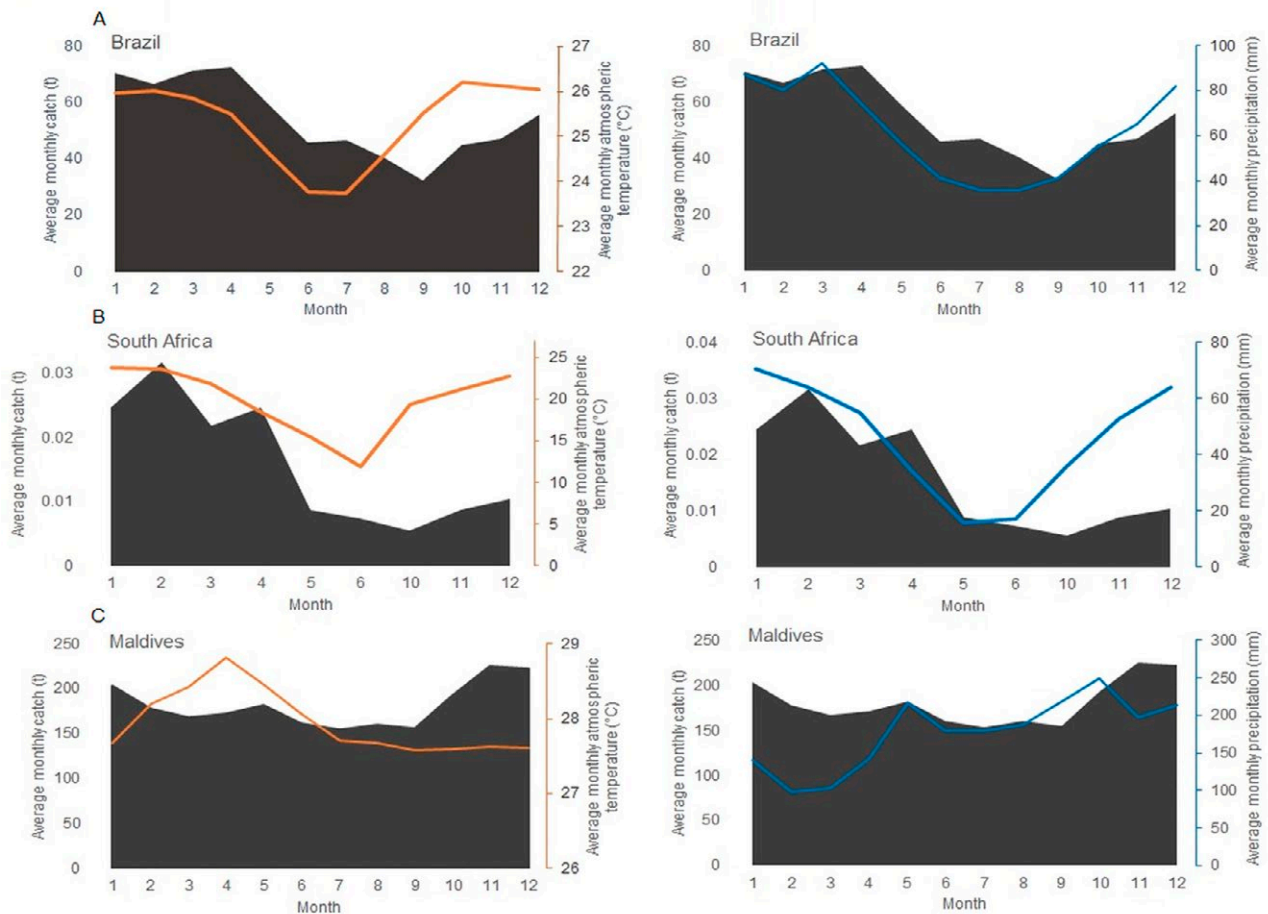 A
Brazil
Average monthly catch (t)
80
60
40
20
0
27
26
25
24
23
22
Average monthly atmospheric
temperature (°C)
1 2 3 4 5 6 7 8 9 10 11 12
Month
Brazil
Average monthly catch (t)
80
60
40
20
0
100
80
60
40
20
0
Average monthly precipitation (mm)
1 2 3 4 5 6 7 8 9 10 11 12
Month
B
South Africa
Average monthly catch (t)
0.03
0.02
0.01
0
25
20
15
10
5
0
Average monthly atmospheric
temperature (°C)
1 2 3 4 5 6 10 11 12
Month
South Africa
Average monthly catch (t)
0.04
0.03
0.02
0.01
0
80
60
40
20
0
Average monthly precipitation (mm)
1 2 3 4 5 6 10 11 12
Month
C
Maldives
Average monthly catch (t)
250
200
150
100
50
0
29
28
27
26
Average monthly atmospheric
temperature (°C)
1 2 3 4 5 6 7 8 9 10 11 12
Month
Maldives
Average monthly catch (t)
250
200
150
100
50
0
300
250
200
150
100
50
0
Average monthly precipitation (mm)
1 2 3 4 5 6 7 8 9 10 11 12
Month